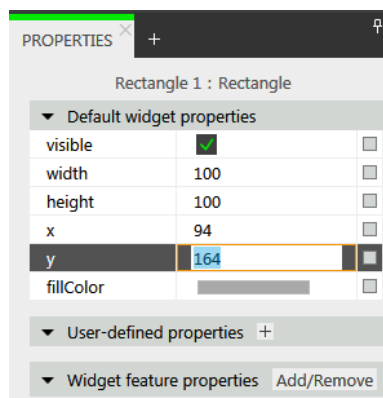 PROPERTIES
Rectangle 1 : Rectangle
Default widget properties
visible
width 100
height 100
x 94
y 164
fillColor
User-defined properties +
Widget feature properties Add/Remove